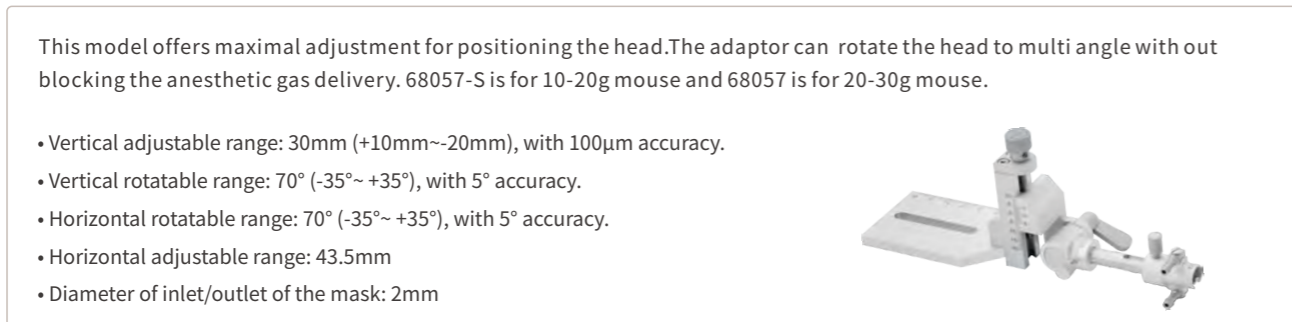 This model offers maximal adjustment for positioning the head.The adaptor can rotate the head to multi angle with out
blocking the anesthetic gas delivery. 68057-S is for 10-20g mouse and 68057 is for 20-30g mouse.
• Vertical adjustable range: 30mm (+10mm~-20mm), with 100μm accuracy.
• Vertical rotatable range: 70° (-35°~ +35°), with 5° accuracy.
• Horizontal rotatable range: 70° (-35°~ +35°), with 5° accuracy.
• Horizontal adjustable range: 43.5mm
• Diameter of inlet/outlet of the mask: 2mm